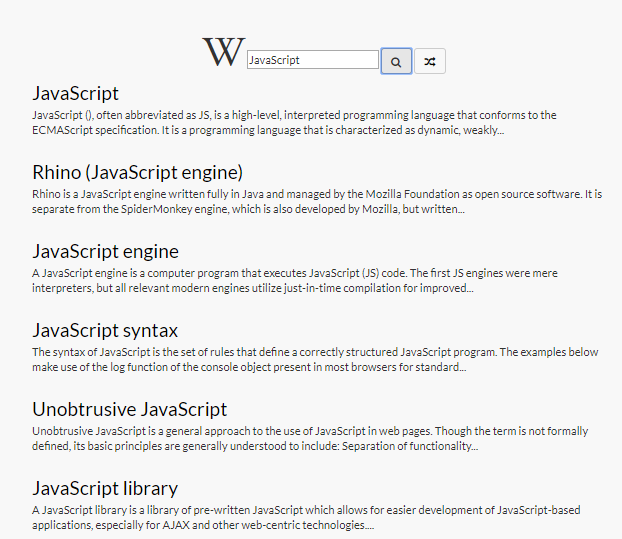 W JavaScript
JavaScript
JavaScript (), often abbreviated as JS, is a high-level, interpreted programming language that conforms to the
ECMAScript specification. It is a programming language that is characterized as dynamic, weakly...
Rhino (JavaScript engine)
Rhino is a JavaScript engine written fully in Java and managed by the Mozilla Foundation as open source software. It is
separate from the SpiderMonkey engine, which is also developed by Mozilla, but written...
JavaScript engine
A JavaScript engine is a computer program that executes JavaScript (JS) code. The first JS engines were mere
interpreters, but all relevant modern engines utilize just-in-time compilation for improved...
JavaScript syntax
The syntax of JavaScript is the set of rules that define a correctly structured JavaScript program. The examples below
make use of the log function of the console object present in most browsers for standard...
Unobtrusive JavaScript
Unobtrusive JavaScript is a general approach to the use of JavaScript in web pages. Though the term is not formally
defined, its basic principles are generally understood to include: Separation of functionality...
JavaScript library
A JavaScript library is a library of pre-written JavaScript which allows for easier development of JavaScript-based
applications, especially for AJAX and other web-centric technologies....